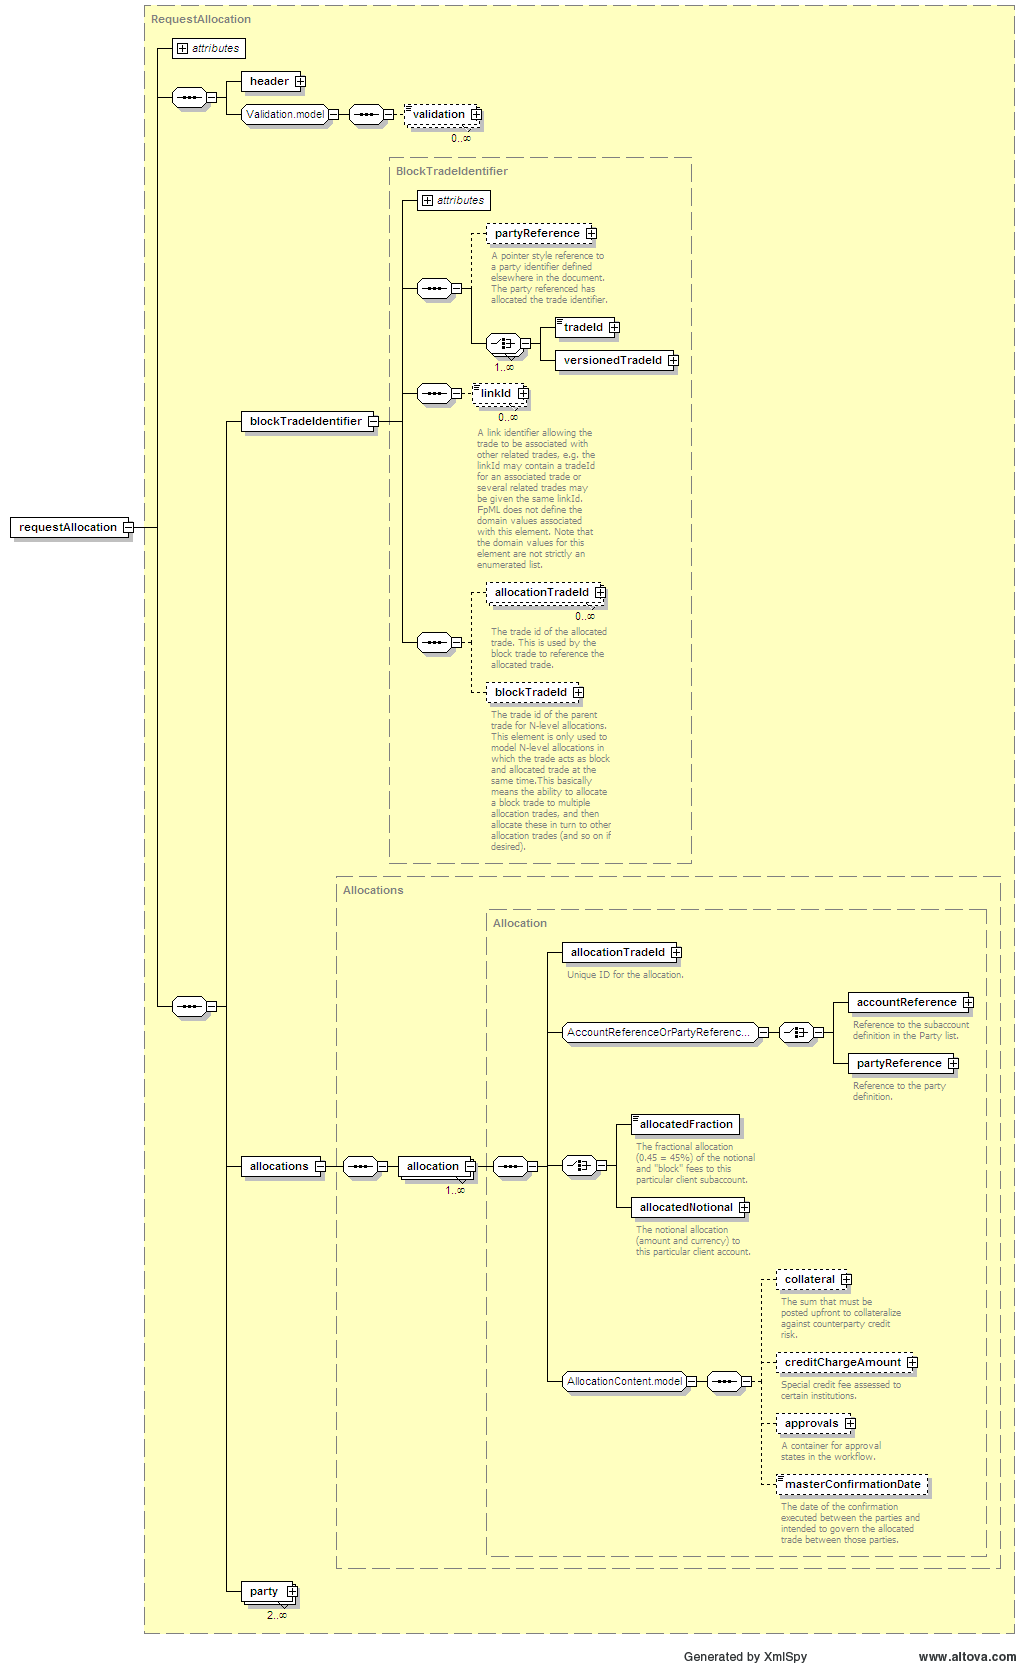 RequestAllocation
attributes
header
Validation.model
validation
0..∞
BlockTradeIdentifier
attributes
partyReference
A pointer style reference to
a party identifier defined
elsewhere in the document.
The party referenced has
allocated the trade identifier.
tradeId
1..∞
versionedTradeId
linkId
0..∞
A link identifier allowing the
trade to be associated with
other related trades, e.g. the
linkId may contain a tradeId
for an associated trade or
several related trades may
be given the same linkId.
FpML does not define the
domain values associated
with this element. Note that
the domain values for this
element are not strictly an
enumerated list.
blockTradeIdentifier
requestAllocation
allocationTradeId
0..∞
The trade id of the allocated
trade. This is used by the
block trade to reference the
allocated trade.
blockTradeId
The trade id of the parent
trade for N-level allocations.
This element is only used to
model N-level allocations in
which the trade acts as block
and allocated trade at the
same time.This basically
means the ability to allocate
a block trade to multiple
allocation trades, and then
allocate these in turn to other
allocation trades (and so on if
desired).
Allocations
Allocation
allocationTradeId
Unique ID for the allocation.
AccountReferenceOrPartyReferenc...
accountReference
Reference to the subaccount
definition in the Party list.
partyReference
Reference to the party
definition.
allocations
allocation
1..∞
allocatedFraction
The fractional allocation
(0.45 = 45%) of the notional
and "block" fees to this
particular client subaccount.
allocatedNotional
The notional allocation
(amount and currency) to
this particular client account.
AllocationContent.model
collateral
The sum that must be
posted upfront to collateralize
against counterparty credit
risk.
creditChargeAmount
Special credit fee assessed to
certain institutions.
approvals
A container for approval
states in the workflow.
masterConfirmationDate
The date of the confirmation
executed between the parties and
intended to govern the allocated
trade between those parties.
party
2..∞
Generated by XmlSpy
www.altova.com